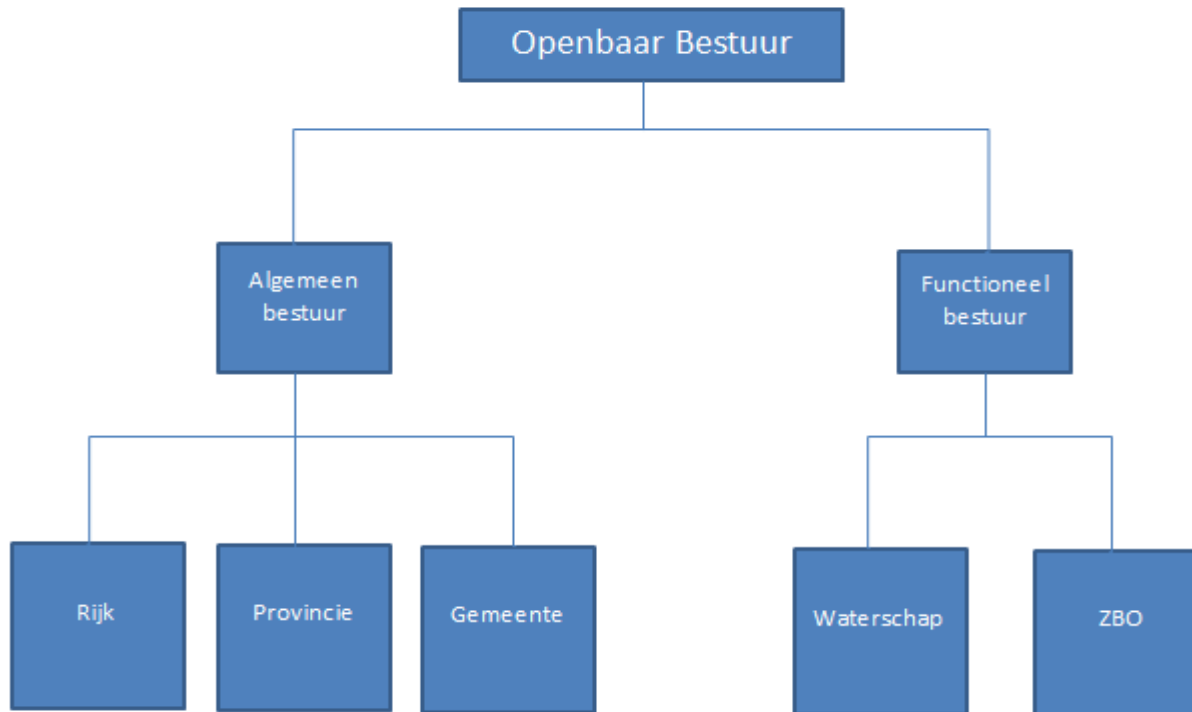 Openbaar Bestuur
Algemeen
bestuur
Functioneel
bestuur
Rijk
Provincie
Gemeente
Waterschap
ZBO